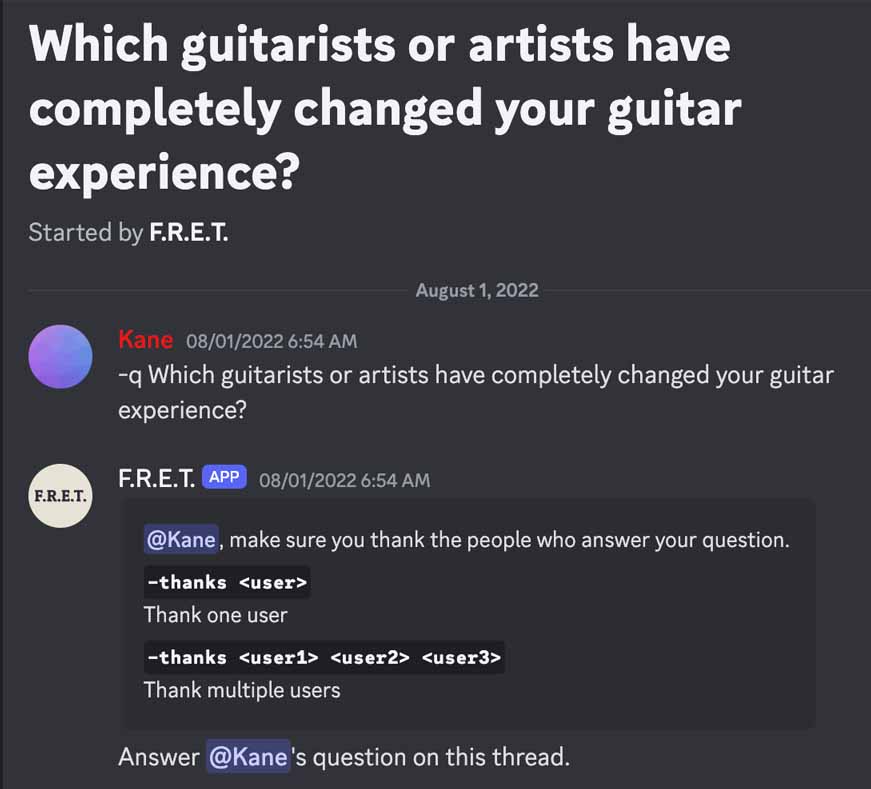 Which guitarists or artists have
completely changed your guitar
experience?
Started by F.R.E.T.
August 1, 2022
Kane 08/01/2022 6:54 AM
-q Which guitarists or artists have completely changed your guitar
experience?
F.R.E.T.
F.R.E.T. APP 08/01/2022 6:54 AM
@Kane, make sure you thank the people who answer your question.
-thanks <user>
Thank one user
-thanks <user1> <user2> <user3>
Thank multiple users
Answer @Kane's question on this thread.